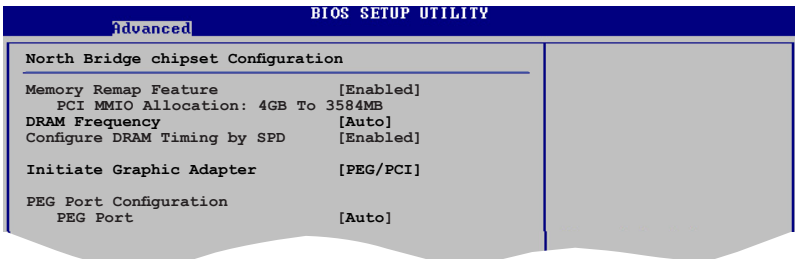 BIOS SETUP UTILITY
Advanced
North Bridge chipset Configuration
Memory Remap Feature [Enabled]
PCI MMIO Allocation: 4GB To 3584MB
DRAM Frequency [Auto]
Configure DRAM Timing by SPD [Enabled]
Initiate Graphic Adapter [PEG/PCI]
PEG Port Configuration
PEG Port [Auto]